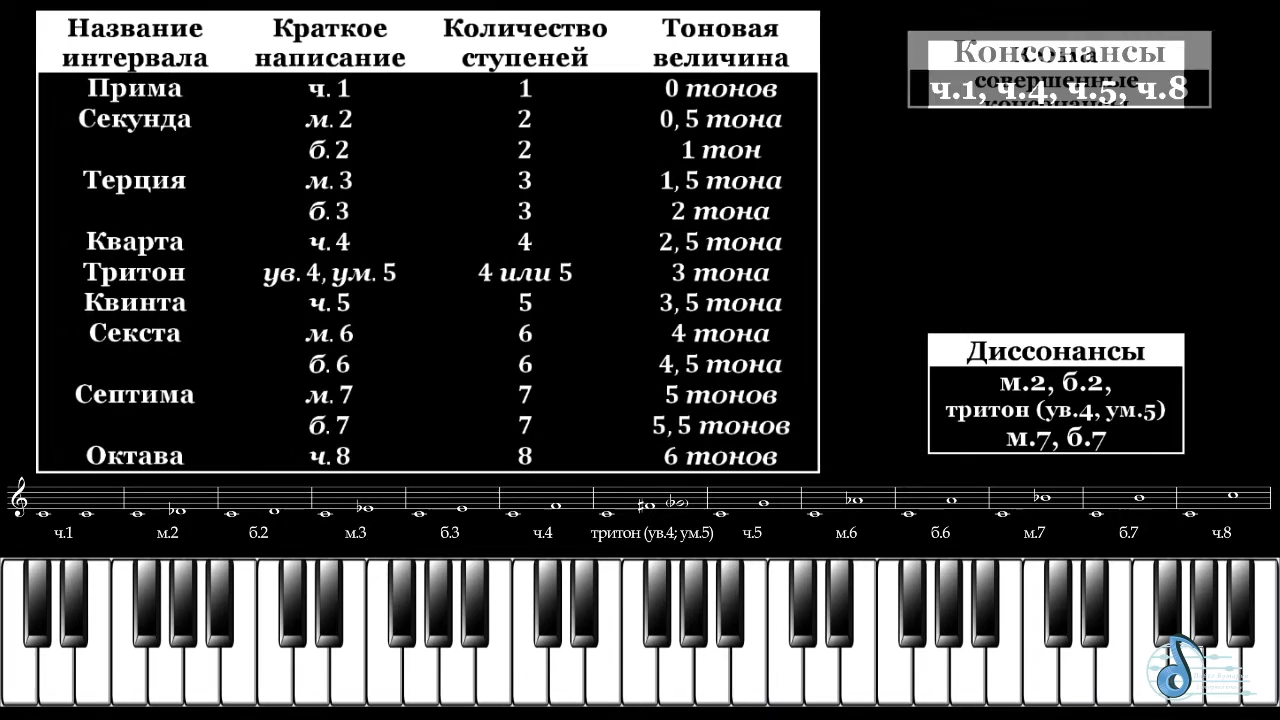 Название интервала Краткое написание Количество ступеней Тоновая величина
Прима ч. 1 1 0 тонов
Секунда м. 2 2 0, 5 тона
б. 2 2 1 тон
Терция м. 3 3 1, 5 тона
б. 3 3 2 тона
Кварта ч. 4 4 2, 5 тона
Тритон ув. 4, ум. 5 4 или 5 3 тона
Квинта ч. 5 5 3, 5 тона
Секста м. 6 6 4 тона
б. 6 6 4, 5 тона
Септима м. 7 7 5 тонов
б. 7 7 5, 5 тонов
Октава ч. 8 8 6 тонов
Консонансы
совершенные
ч.1, ч.4, ч.5, ч.8
Диссонансы
м.2, б.2,
тритон (ув.4, ум.5)
м.7, б.7
ч.1 м.2 б.2 м.3 б.3 ч.4 тритон (ув.4; ум.5) ч.5 м.6 б.6 м.7 б.7 ч.8